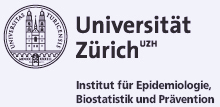 Universität
Zürich UZH
Institut für Epidemiologie,
Biostatistik und Prävention